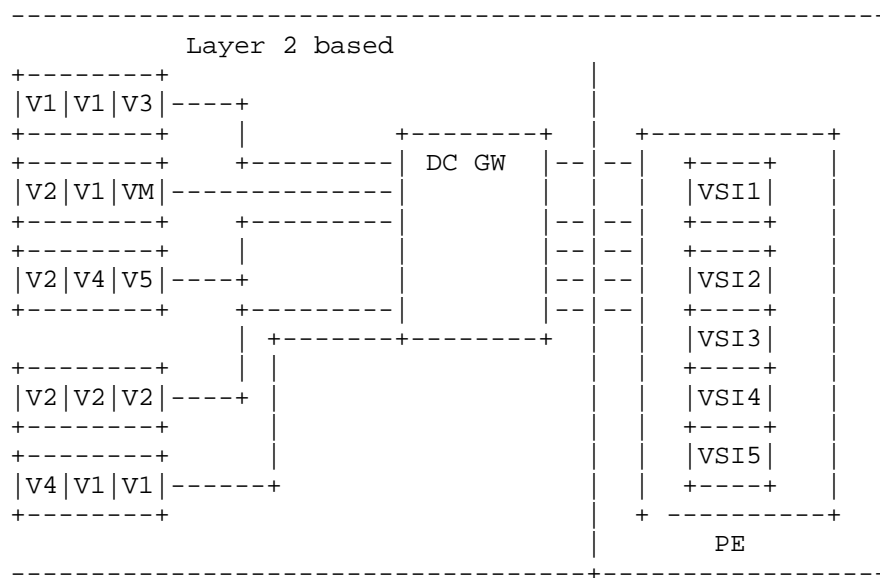 Layer 2 based
|V1|V1|V3|
DC GW
|V2|V1|VM| |VSI1|
|V2|V4|V5| |VSI2|
|VSI3|
|V2|V2|V2| |VSI4|
|VSI5|
|V4|V1|V1|
PE